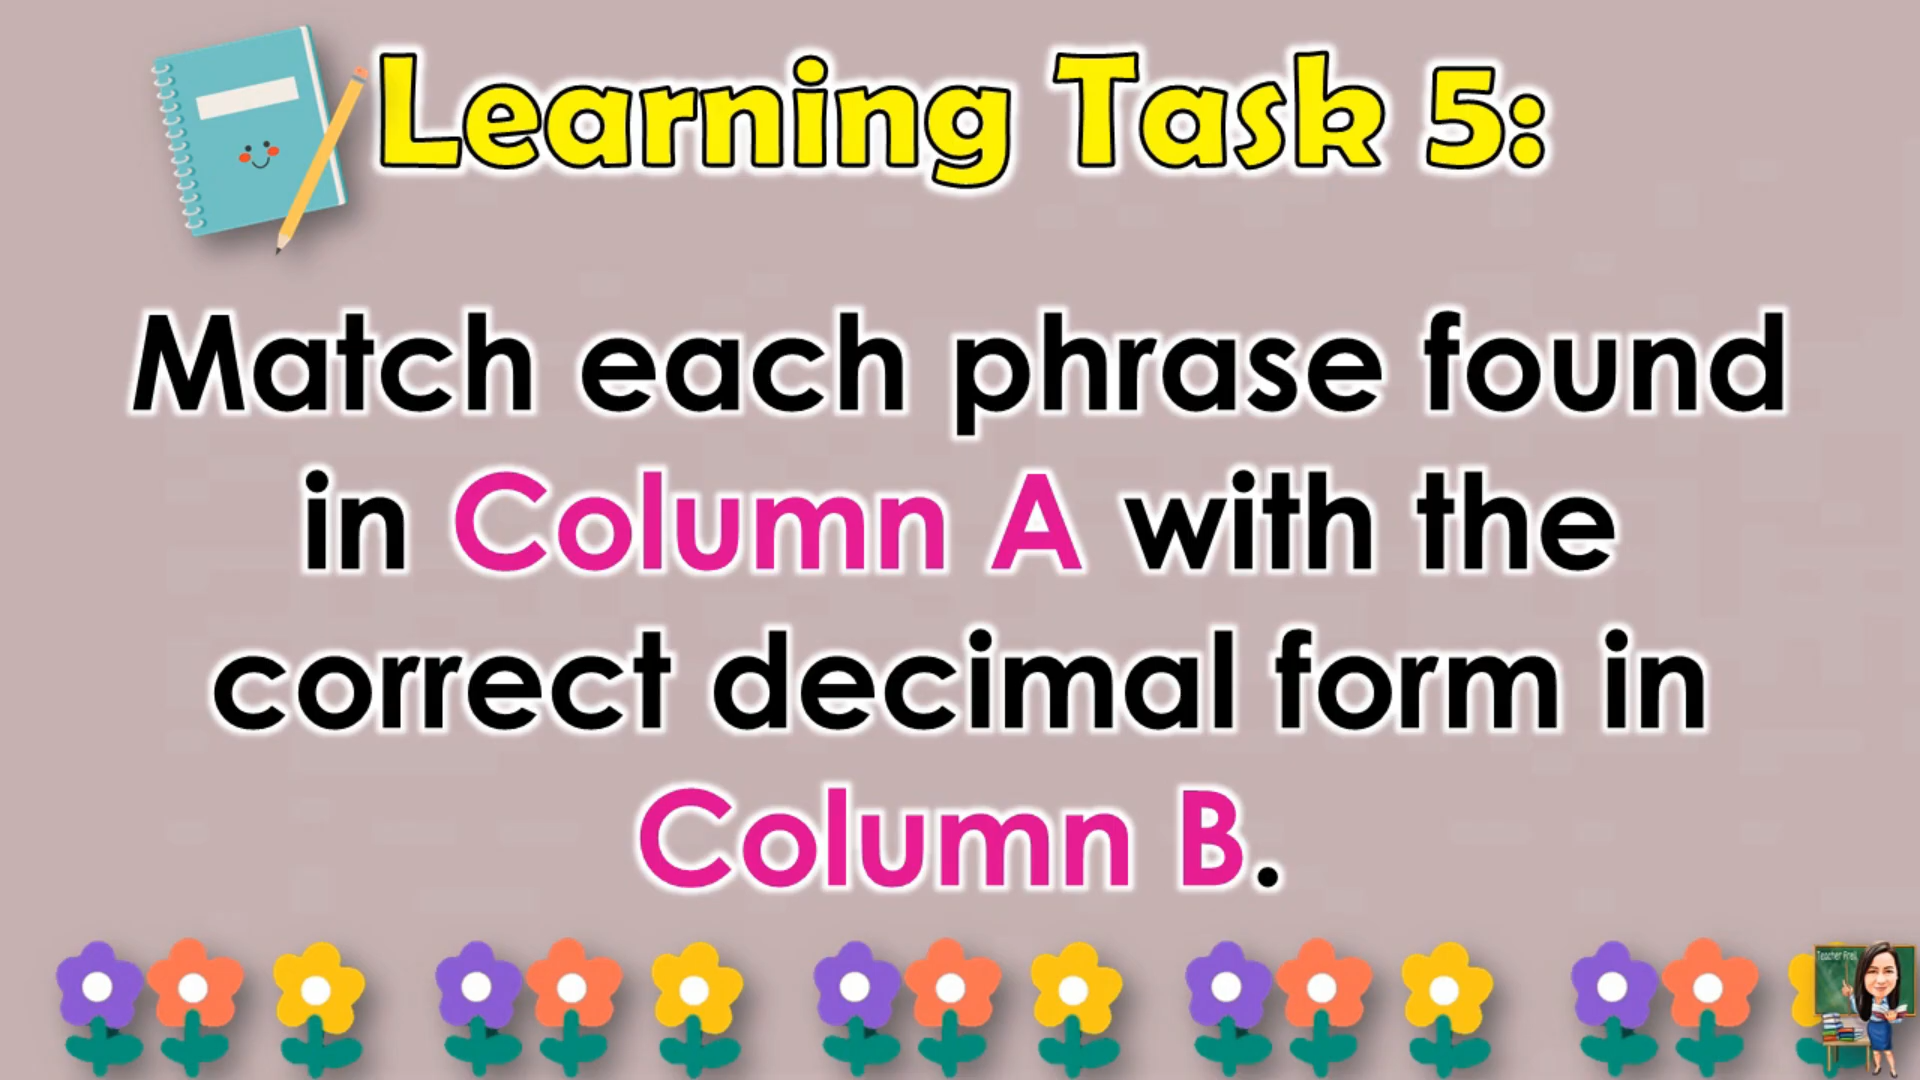 Learning Task 5:
Match each phrase found
in Column A with the
correct decimal form in
Column B.